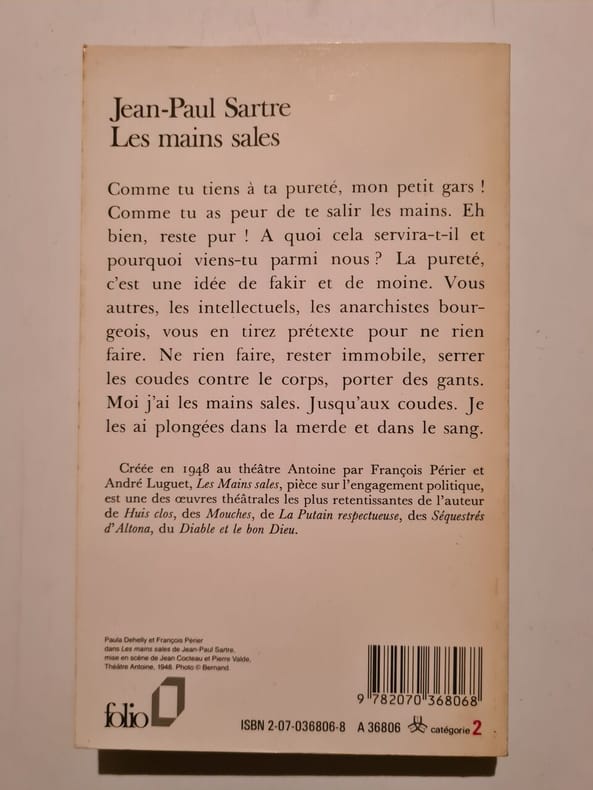 Jean-Paul Sartre
Les mains sales
Comme tu tiens à ta pureté, mon petit gars !
Comme tu as peur de te salir les mains. Eh
bien, reste pur ! A quoi cela servira-t-il et
pourquoi viens-tu parmi nous ? La pureté,
c'est une idée de fakir et de moine. Vous
autres, les intellectuels, les anarchistes bour-
geois, vous en tirez prétexte pour ne rien
faire. Ne rien faire, rester immobile, serrer
les coudes contre le corps, porter des gants.
Moi j'ai les mains sales. Jusqu'aux coudes. Je
les ai plongées dans la merde et dans le sang.
Créée en 1948 au théâtre Antoine par François Périer et
André Luguet, Les Mains sales, pièce sur l'engagement politique,
est une des œuvres théâtrales les plus retentissantes de l'auteur
de Huis clos, des Mouches, de La Putain respectueuse, des Séquestrés
d'Altona, du Diable et le bon Dieu.
Paula Dehelly et François Périer
dans Les mains sales de Jean-Paul Sartre,
mise en scène de Jean Cocteau et Pierre Valde,
Théâtre Antoine, 1948. Photo © Bernand.
9 782070 368068
folio
ISBN 2-07-036806-8 A 36806 catégorie 2